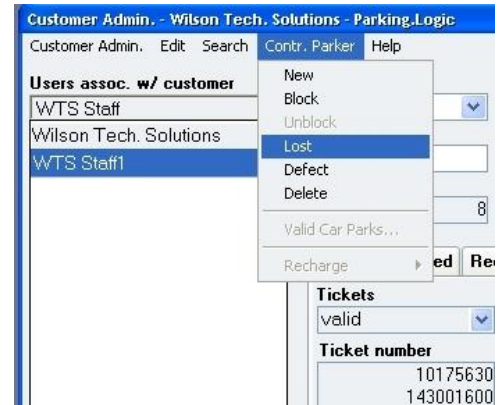 Customer Admin. - Wilson Tech. Solutions - Parking.Logic
Customer Admin. Edit Search Contr. Parker Help
Users assoc. w/ customer
WTS Staff
Wilson Tech. Solutions
WTS Staff1
New
Block
Unblock
Lost
Defect
Delete
Valid Car Parks...
Recharge
8
ed
Tickets
valid
Ticket number
10175630
143001600